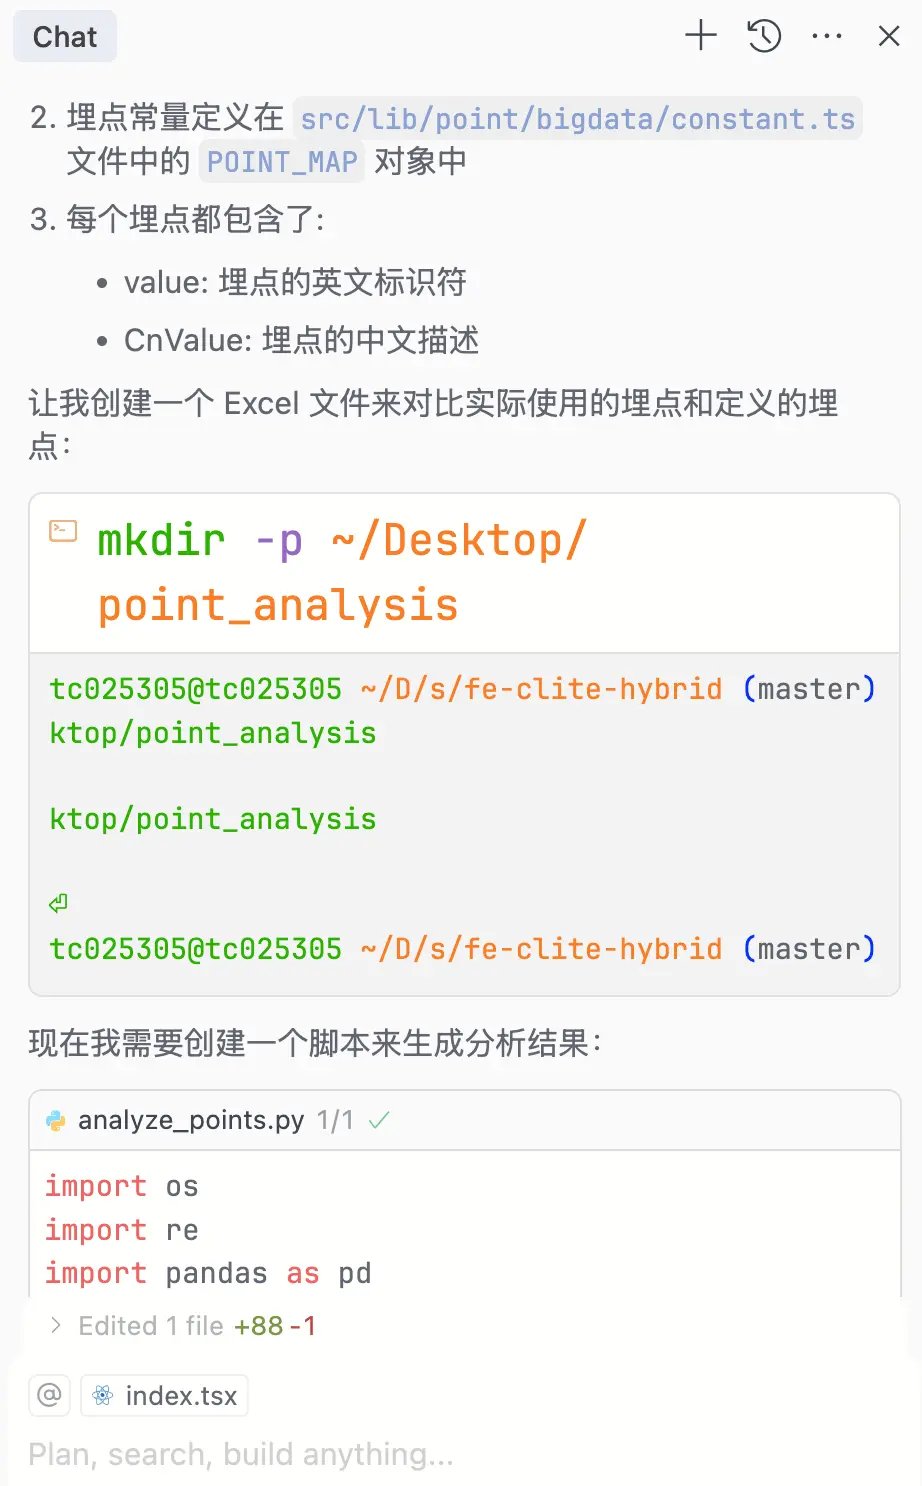 Chat
2. 埋点常量定义在 src/lib/point/bigdata/constant.ts
文件中的 POINT_MAP 对象中
3. 每个埋点都包含了:
• value: 埋点的英文标识符
• CnValue: 埋点的中文描述
让我创建一个 Excel 文件来对比实际使用的埋点和定义的埋
点：
mkdir -p ~/Desktop/
point_analysis
tc025305@tc025305 ~/D/s/fe-clite-hybrid (master)
ktop/point_analysis
ktop/point_analysis
⏎
tc025305@tc025305 ~/D/s/fe-clite-hybrid (master)
现在我需要创建一个脚本来生成分析结果：
analyze_points.py 1/1 ✓
import os
import re
import pandas as pd
> Edited 1 file +88 -1
@ index.tsx
Plan, search, build anything...